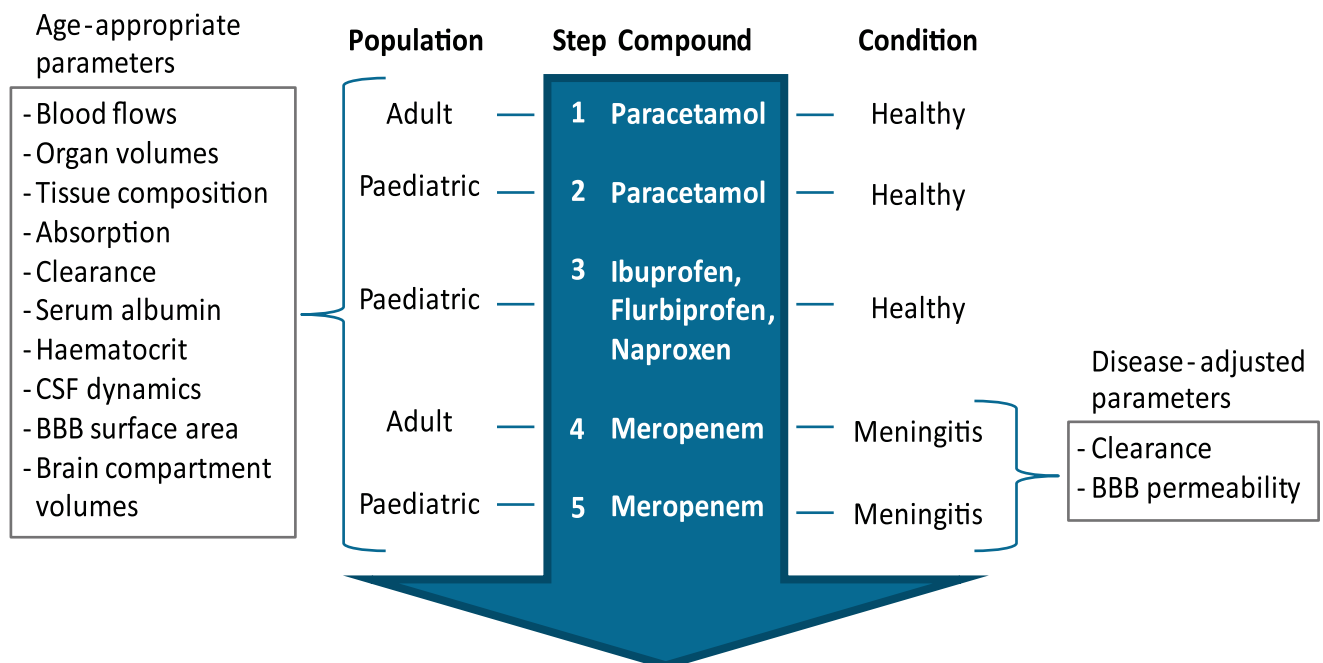 Age-appropriate
parameters
- Blood flows
- Organ volumes
- Tissue composition
- Absorption
- Clearance
- Serum albumin
- Haematocrit
- CSF dynamics
- BBB surface area
- Brain compartment
volumes
Population Step Compound Condition
Adult 1 Paracetamol Healthy
Paediatric 2 Paracetamol Healthy
Paediatric 3 Ibuprofen,
Flurbiprofen,
Naproxen Healthy
Adult 4 Meropenem Meningitis
Paediatric 5 Meropenem Meningitis
Disease-adjusted
parameters
- Clearance
- BBB permeability